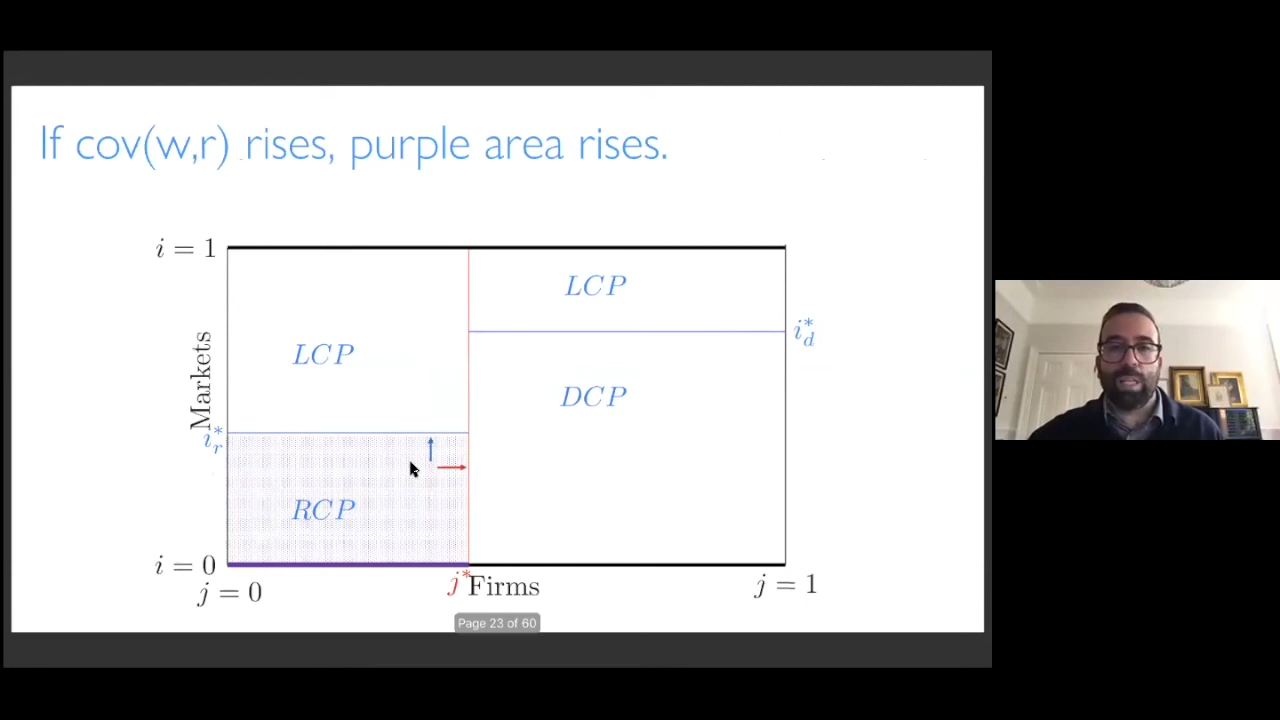 If cov(w,r) rises, purple area rises.
i = 1
LCP
i*d
LCP
DCP
Markets
i*r
RCP
i = 0
j = 0
j*
Firms
j = 1
Page 23 of 60